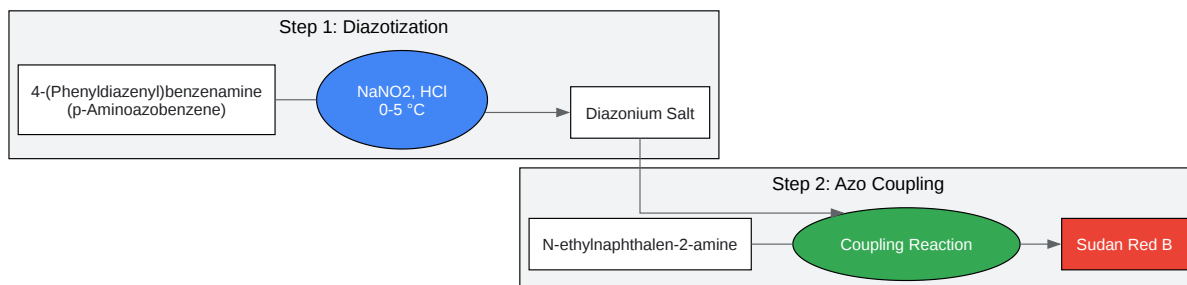 Step 1: Diazotization
4-(Phenyldiazenyl)benzenamine
(p-Aminoazobenzene)
NaNO2, HCl
0-5 °C
Diazonium Salt
Step 2: Azo Coupling
N-ethylnaphthalen-2-amine
Coupling Reaction
Sudan Red B